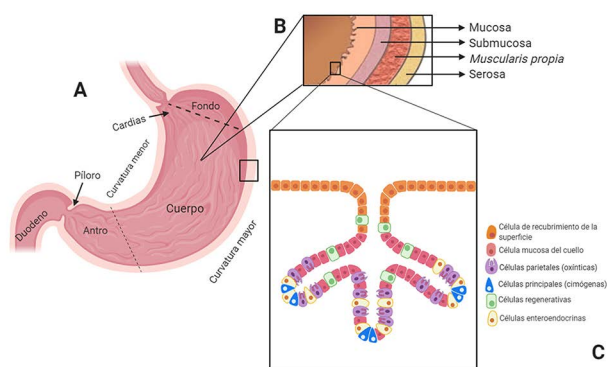 A
Fondo
Cardias
Curvatura menor
Píloro
Duodeno
Antro
Cuerpo
Curvatura mayor
B
Mucosa
Submucosa
Muscularis propia
Serosa
Célula de recubrimiento de la
superficie
Célula mucosa del cuello
Células parietales (oxínticas)
Células principales (cimógenas)
Células regenerativas
Células enteroendocrinas
C